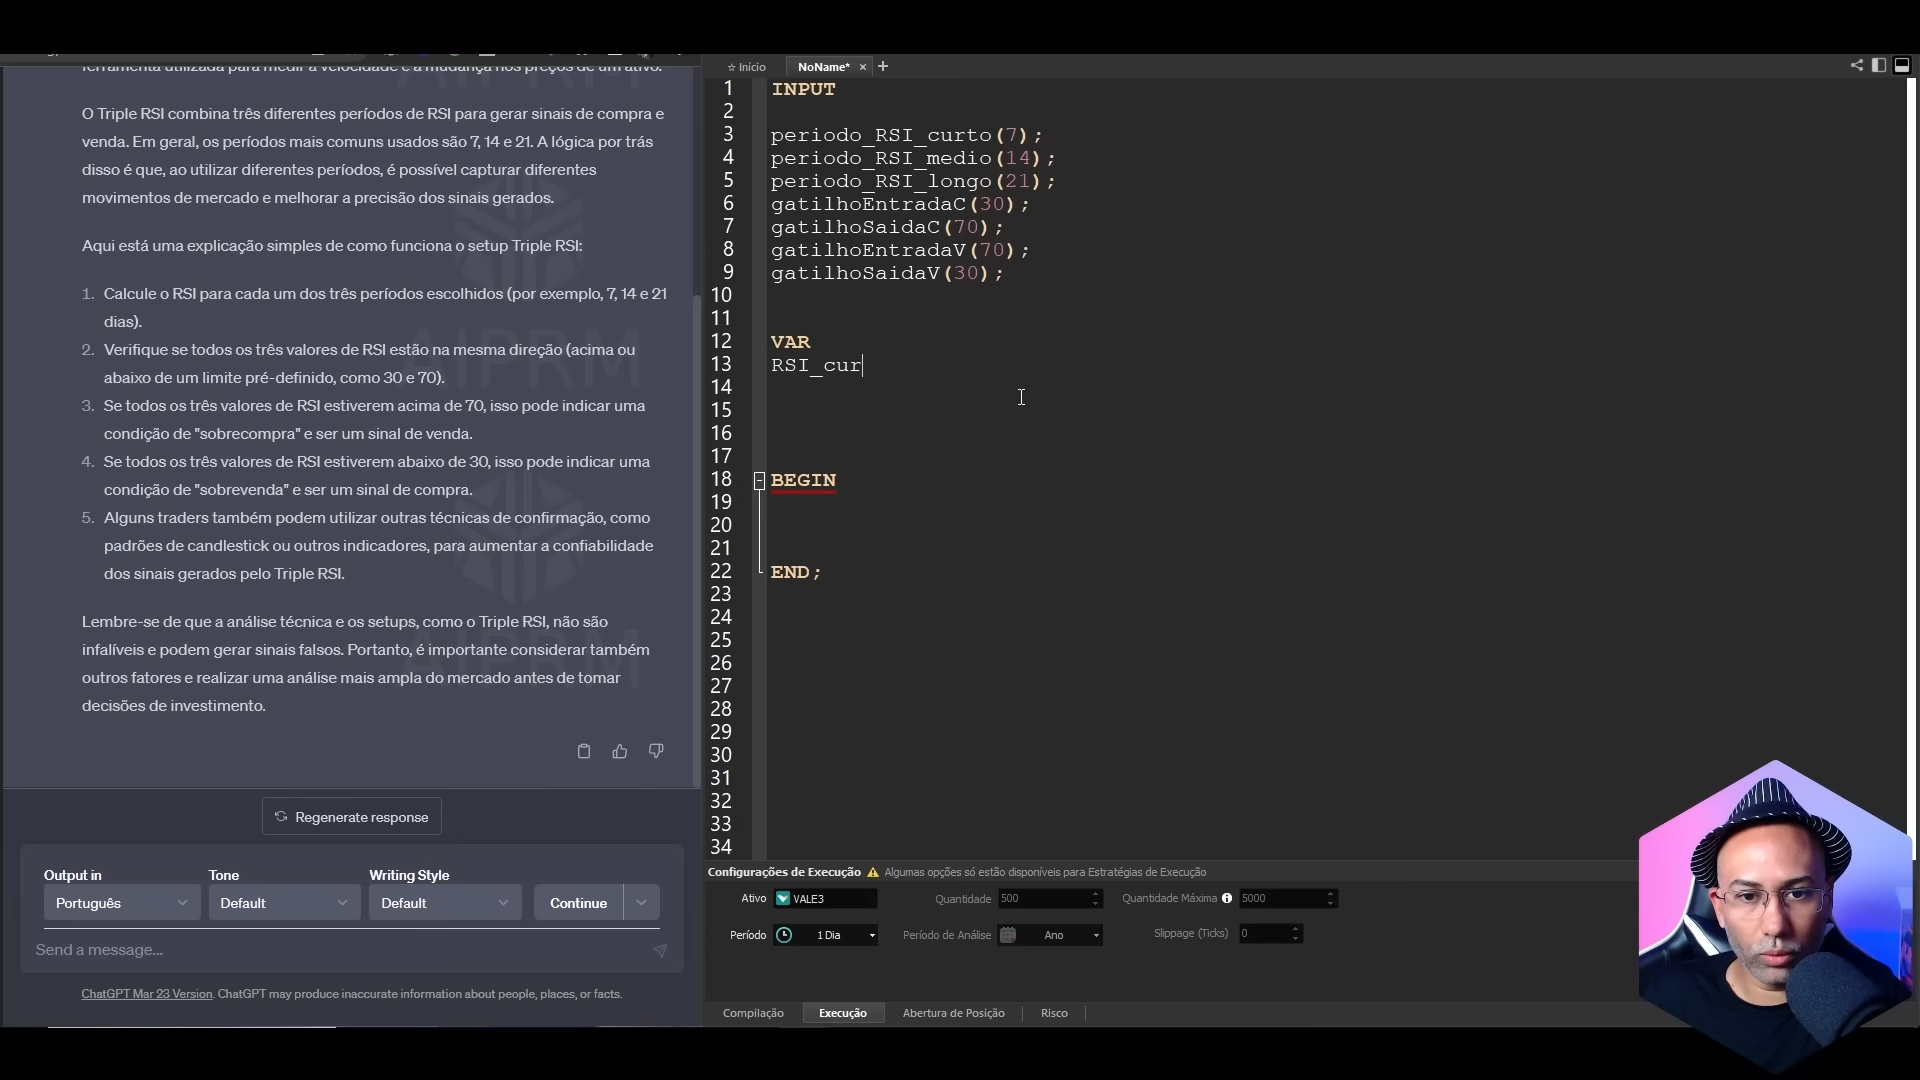 ferramenta utilizada para medir a velocidade e a mudança nos preços de um ativo.
O Triple RSI combina três diferentes períodos de RSI para gerar sinais de compra e
venda. Em geral, os períodos mais comuns usados são 7, 14 e 21. A lógica por trás
disso é que, ao utilizar diferentes períodos, é possível capturar diferentes
movimentos de mercado e melhorar a precisão dos sinais gerados.
Aqui está uma explicação simples de como funciona o setup Triple RSI:
1. Calcule o RSI para cada um dos três períodos escolhidos (por exemplo, 7, 14 e 21
dias).
2. Verifique se todos os três valores de RSI estão na mesma direção (acima ou
abaixo de um limite pré-definido, como 30 e 70).
3. Se todos os três valores de RSI estiverem acima de 70, isso pode indicar uma
condição de "sobrecompra" e ser um sinal de venda.
4. Se todos os três valores de RSI estiverem abaixo de 30, isso pode indicar uma
condição de "sobrevenda" e ser um sinal de compra.
5. Alguns traders também podem utilizar outras técnicas de confirmação, como
padrões de candlestick ou outros indicadores, para aumentar a confiabilidade
dos sinais gerados pelo Triple RSI.
Lembre-se de que a análise técnica e os setups, como o Triple RSI, não são
infalíveis e podem gerar sinais falsos. Portanto, é importante considerar também
outros fatores e realizar uma análise mais ampla do mercado antes de tomar
decisões de investimento.
AIPRM
AIPRM
AIPRM
Regenerate response
Output in Tone Writing Style
Português Default Default Continue
Send a message...
ChatGPT Mar 23 Version. ChatGPT may produce inaccurate information about people, places, or facts.
Início NoName* × +
1 INPUT
2
3 periodo_RSI_curto(7);
4 periodo_RSI_medio(14);
5 periodo_RSI_longo(21);
6 gatilhoEntradaC(30);
7 gatilhoSaidaC(70);
8 gatilhoEntradaV(70);
9 gatilhoSaidaV(30);
10
11
12 VAR
13 RSI_cur
14
15
16
17
18 BEGIN
19
20
21
22 END;
23
24
25
26
27
28
29
30
31
32
33
34
Configurações de Execução Algumas opções só estão disponíveis para Estratégias de Execução
Ativo VALE3 Quantidade 500 Quantidade Máxima 5000
Período 1 Dia Período de Análise Ano Slippage (Ticks) 0
Compilação Execução Abertura de Posição Risco